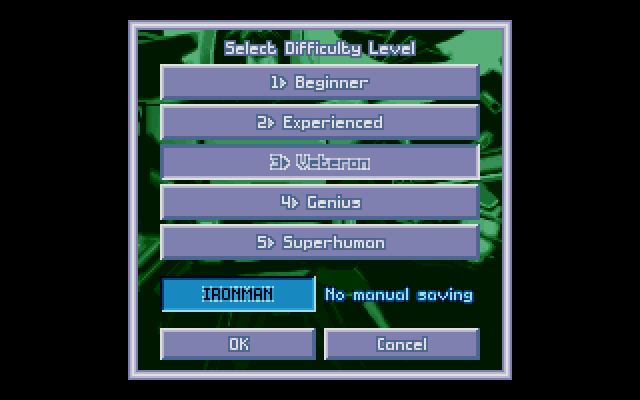 Select Difficulty Level
1> Beginner
2> Experienced
3> Veteran
4> Genius
5> Superhuman
IRONMAN No manual saving
OK Cancel